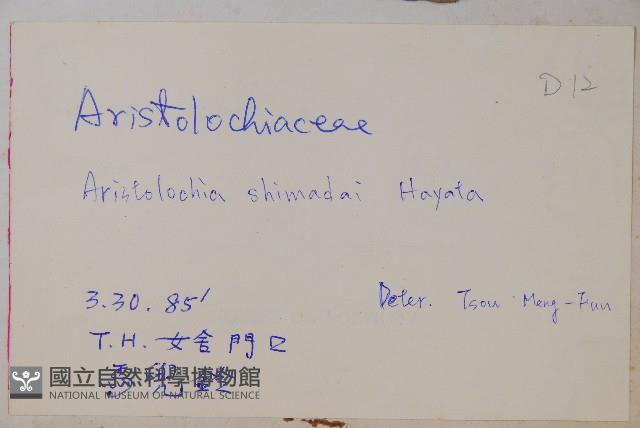 D12
Aristolochiaceae
Aristolochia shimadai Hayata
3.30.85'
Deter. Tsou Meng-Hun
T.H. 女舍門口
國立自然科學博物館
NATIONAL MUSEUM OF NATURAL SCIENCE